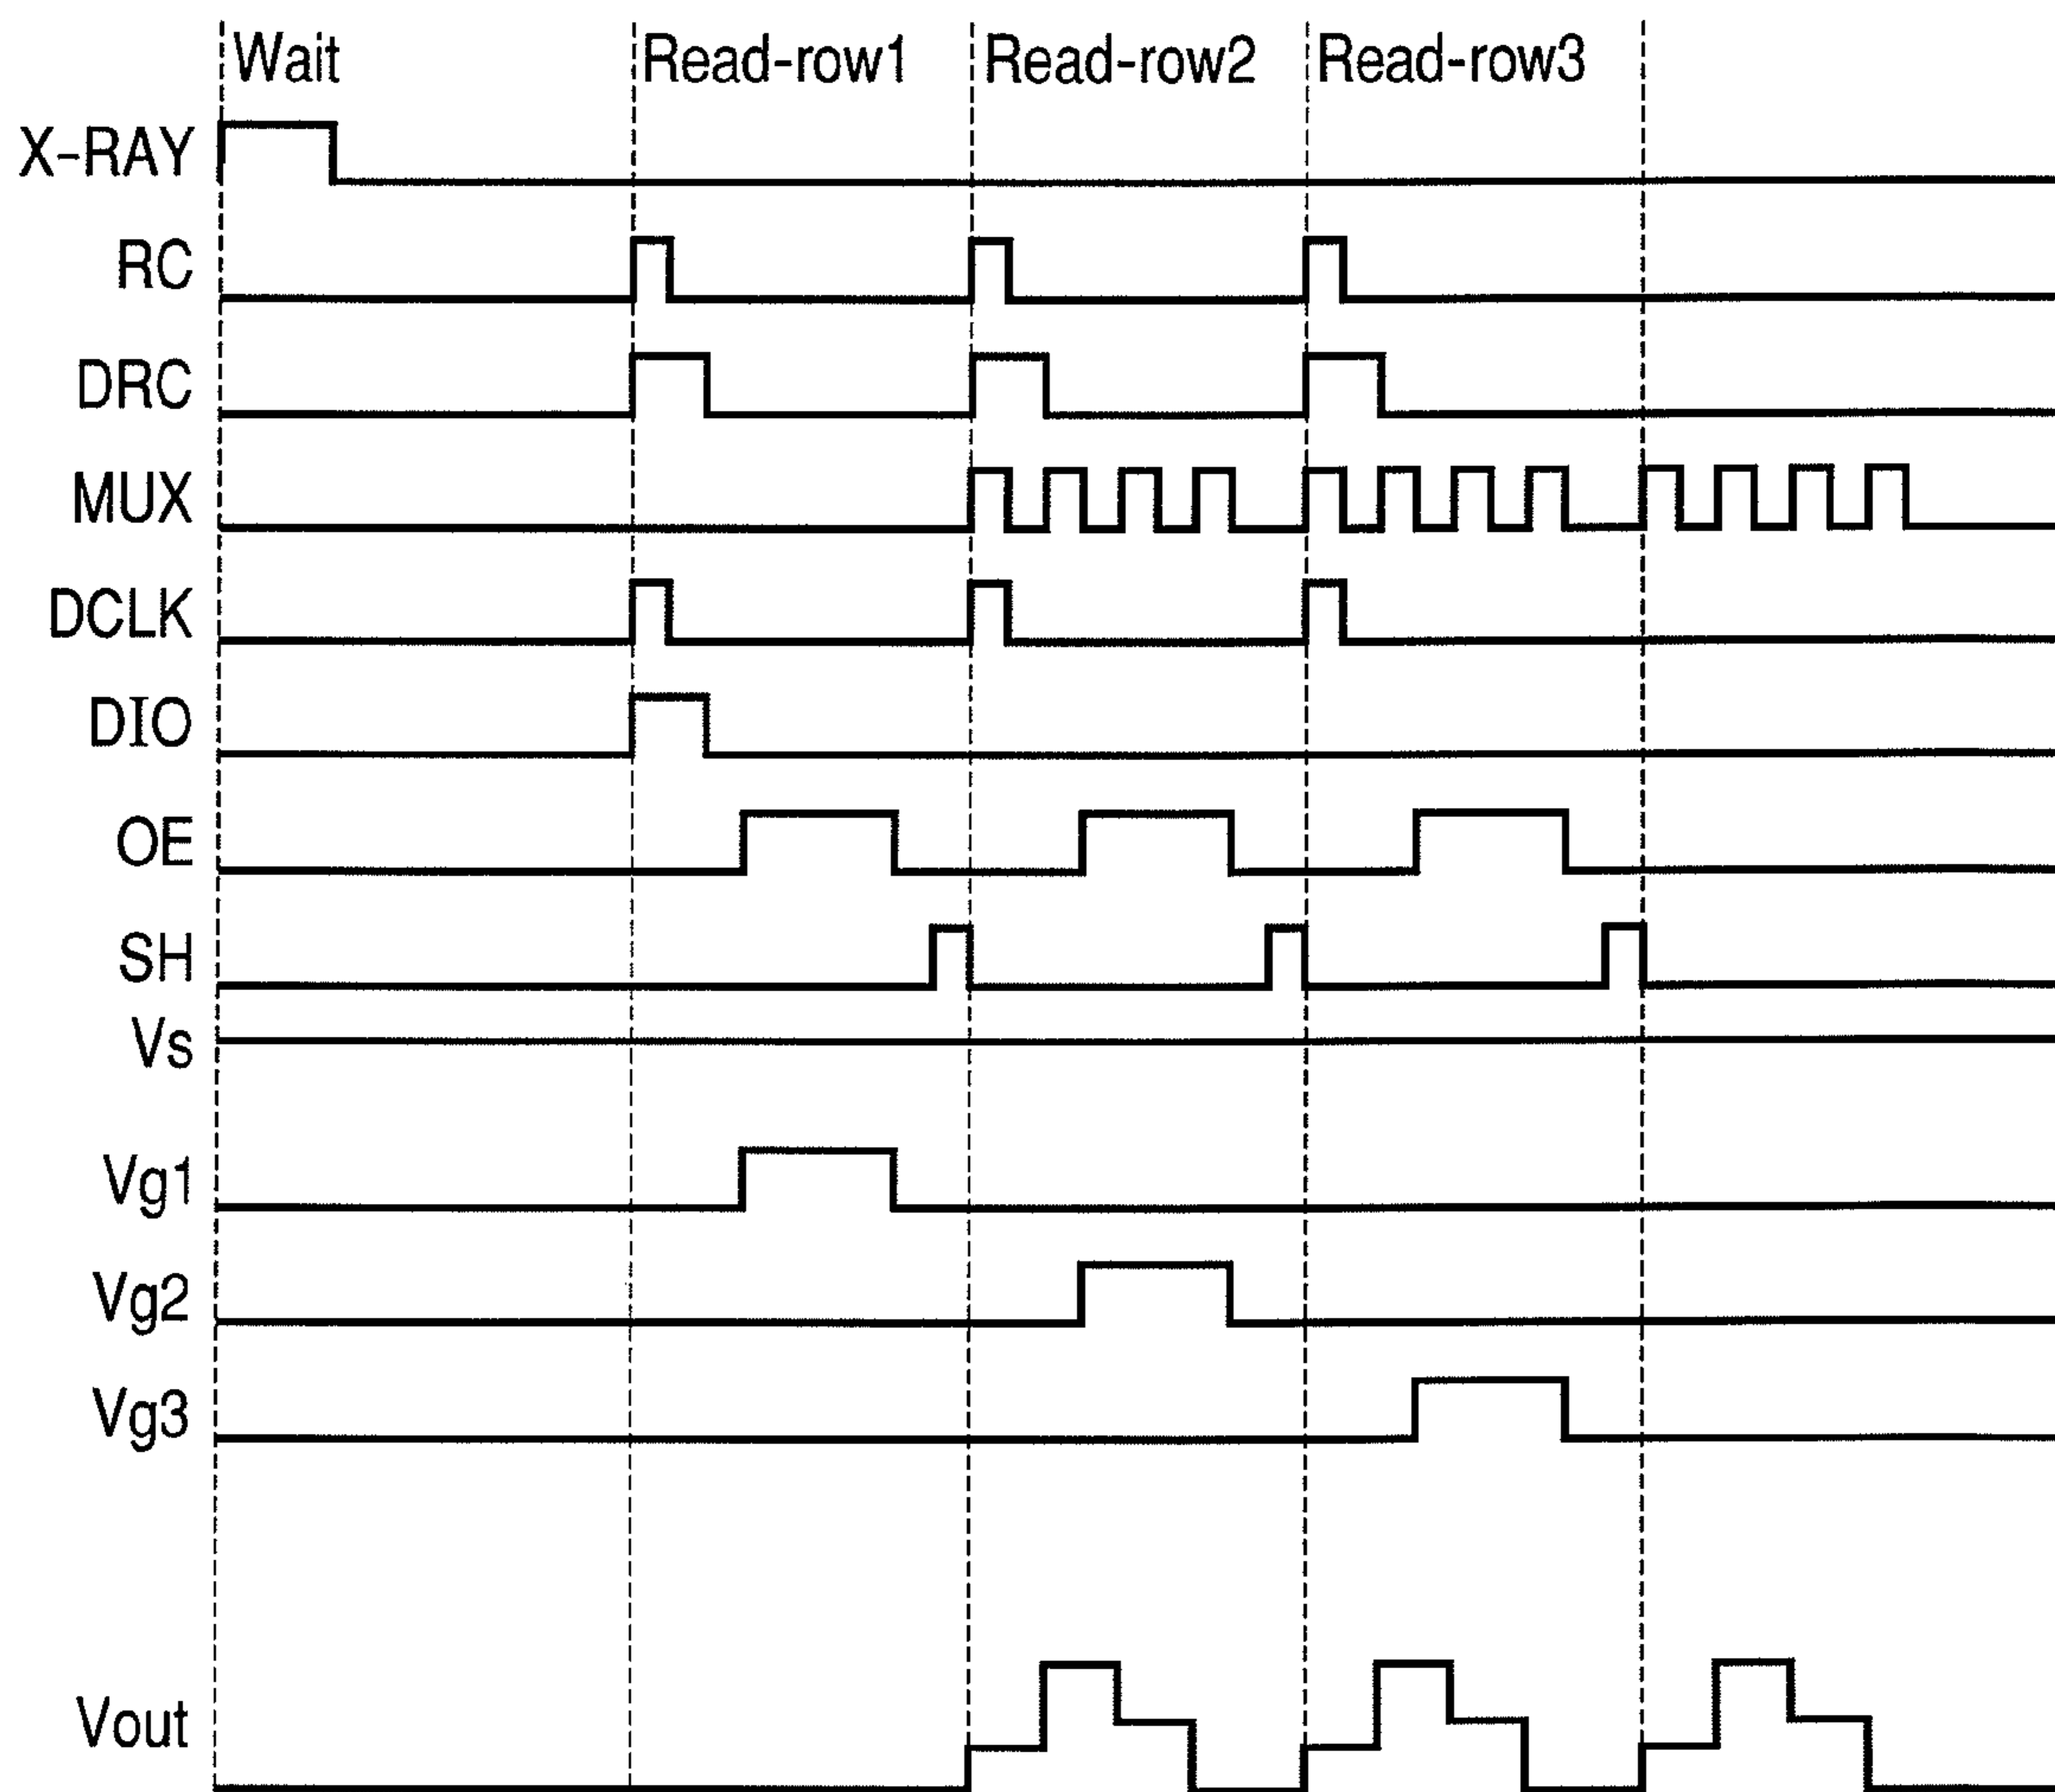 Wait Read-row1 Read-row2 Read-row3
X-RAY
RC
DRC
MUX
DCLK
DIO
OE
SH
Vs
Vg1
Vg2
Vg3
Vout